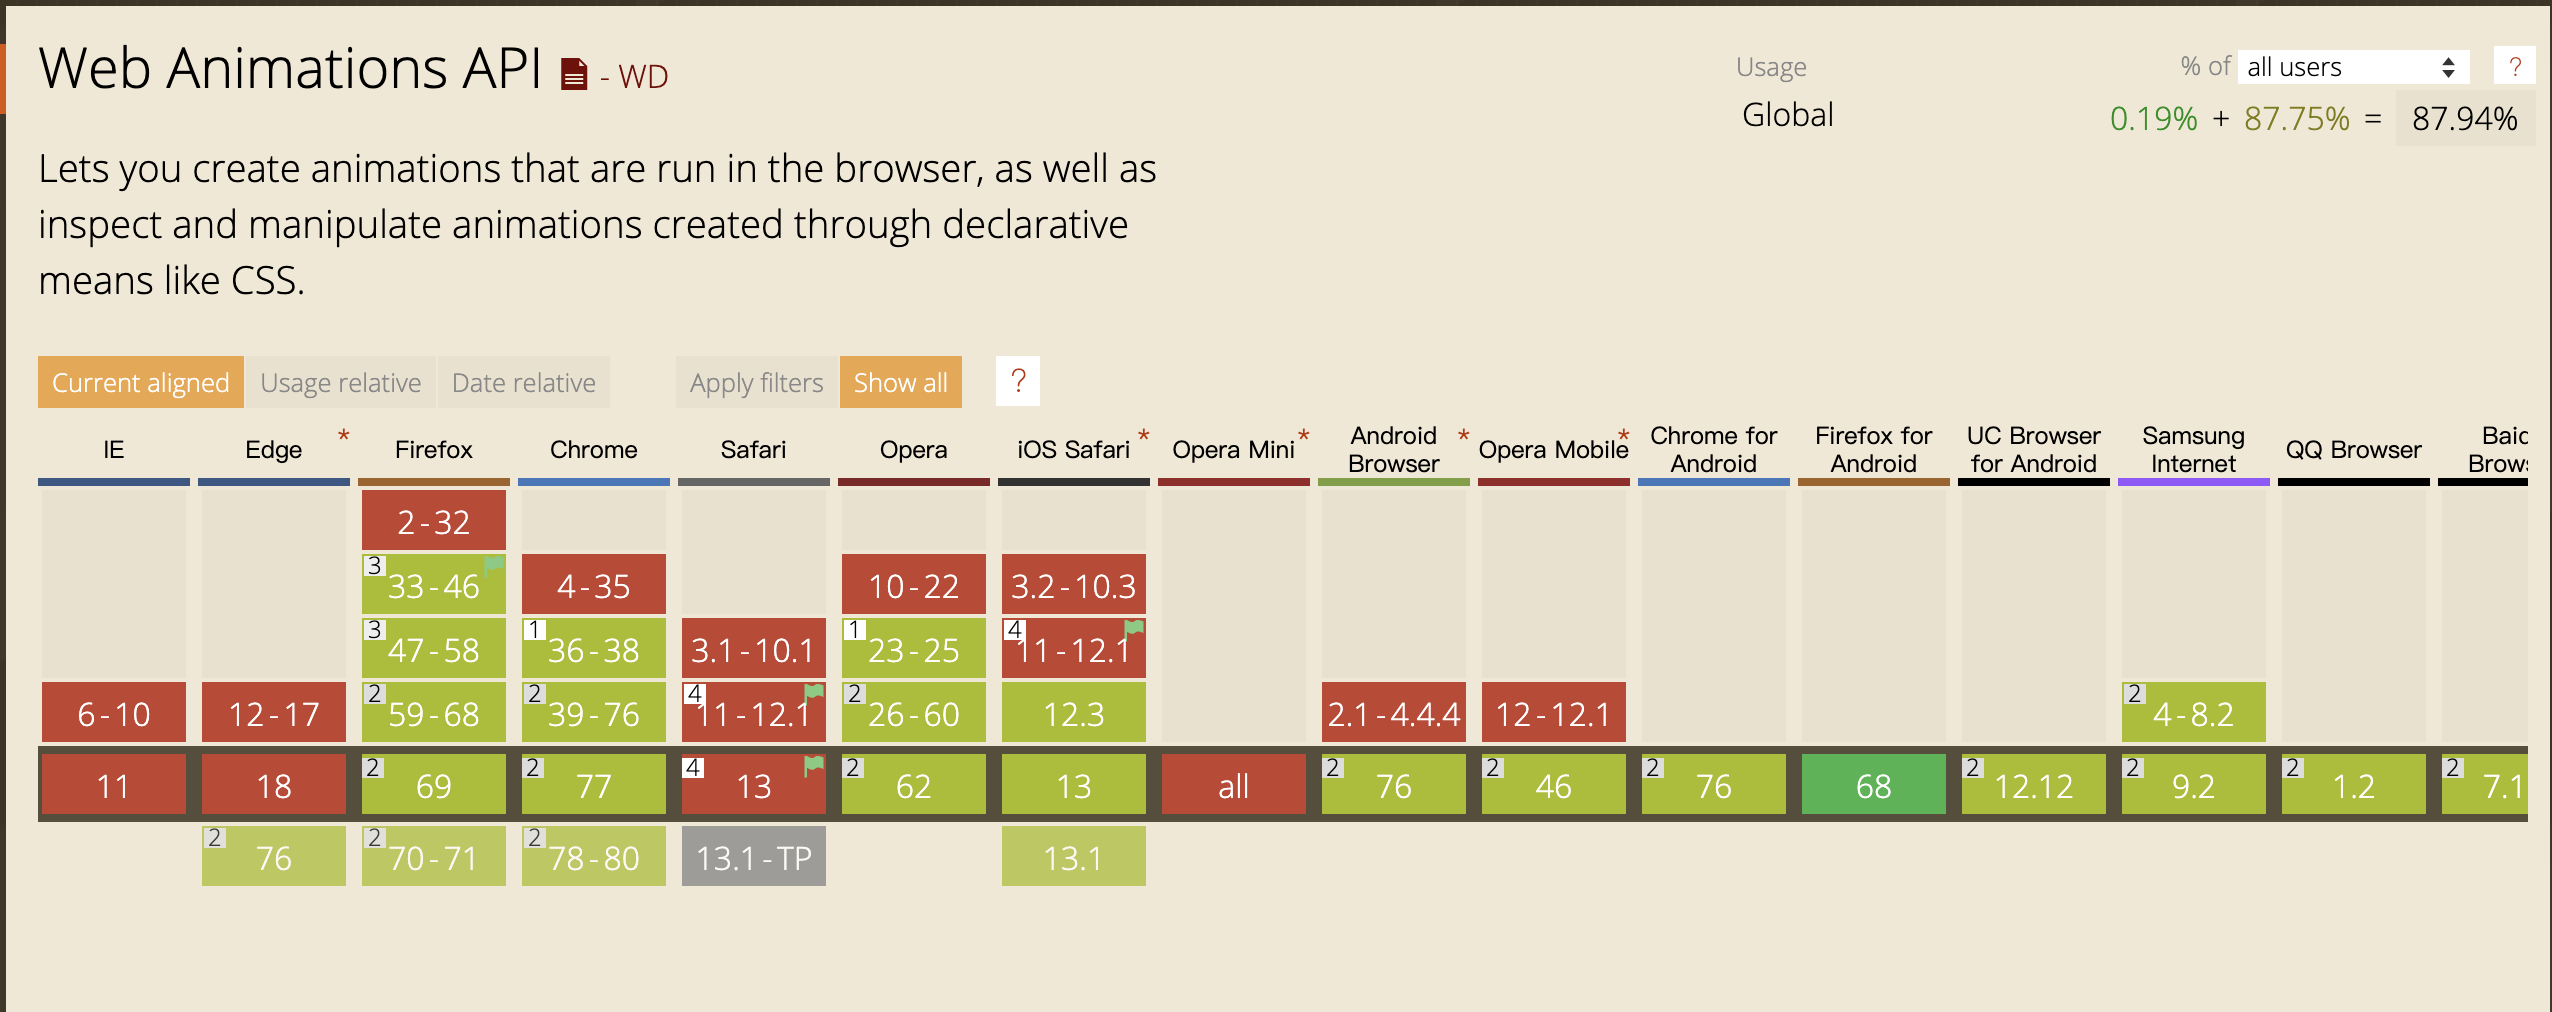 Web Animations API - WD
Usage % of all users ?
Global 0.19% + 87.75% = 87.94%
Lets you create animations that are run in the browser, as well as
inspect and manipulate animations created through declarative
means like CSS.
Current aligned Usage relative Date relative Apply filters Show all ?
IE Edge * Firefox Chrome Safari Opera iOS Safari * Opera Mini * Android Browser * Opera Mobile * Chrome for Android Firefox for Android UC Browser for Android Samsung Internet QQ Browser Baid Brows
2-32
3 33-46 4-35 10-22 3.2-10.3
3 47-58 1 36-38 3.1-10.1 1 23-25 4 11-12.1
6-10 12-17 2 59-68 2 39-76 4 11-12.1 2 26-60 12.3 2.1-4.4.4 12-12.1 2 4-8.2
11 18 2 69 2 77 4 13 2 62 13 all 2 76 2 46 2 76 68 2 12.12 2 9.2 2 1.2 2 7.1
2 76 2 70-71 2 78-80 13.1-TP 13.1